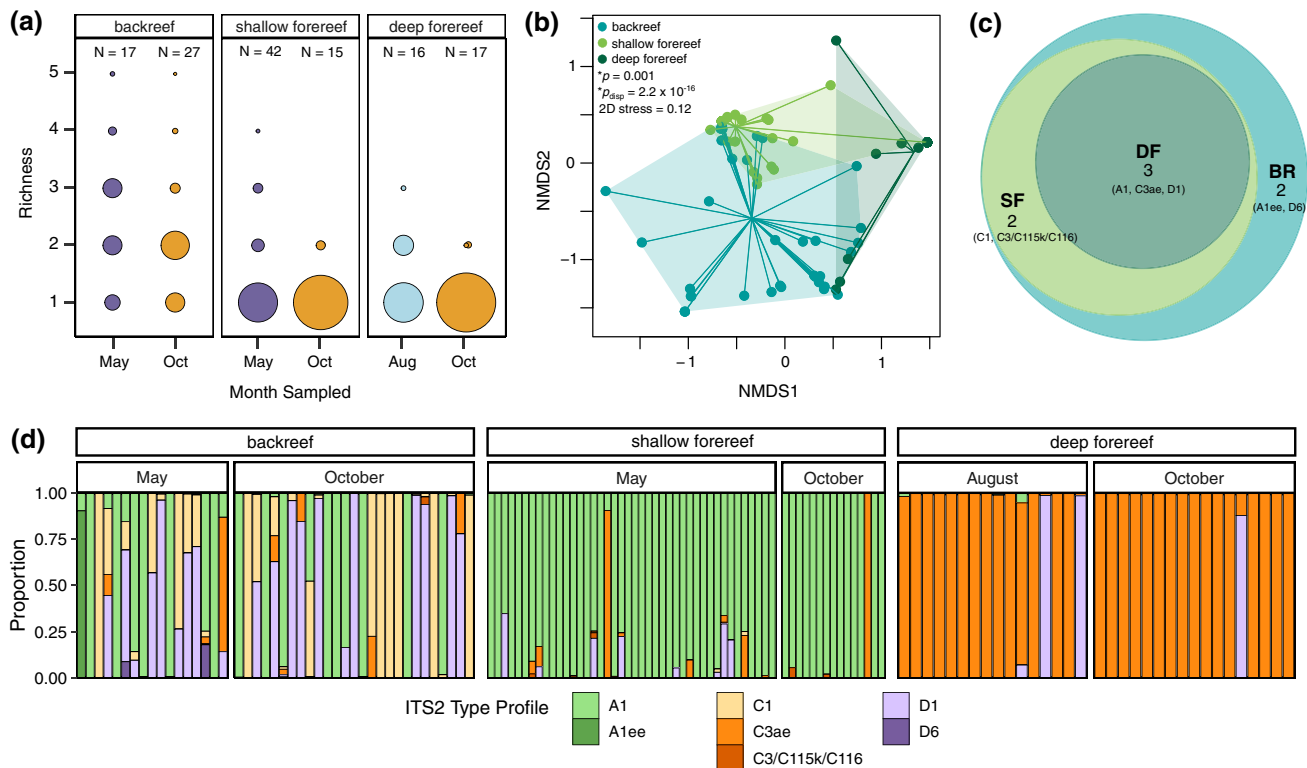 (a)
backreef shallow forereef deep forereef
N = 17 N = 27 N = 42 N = 15 N = 16 N = 17
5
4
3
2
1
Richness
May Oct May Oct Aug Oct
Month Sampled
(b)
backreef
shallow forereef
deep forereef
*p = 0.001
*pdisp = 2.2 x 10-16
2D stress = 0.12
1
0
−1
NMDS2
−1 0 1
NMDS1
(c)
DF
3
(A1, C3ae, D1)
BR
2
(A1ee, D6)
SF
2
(C1, C3/C115k/C116)
(d)
backreef shallow forereef deep forereef
May October May October August October
1.00
0.75
0.50
0.25
0.00
Proportion
ITS2 Type Profile
A1 C1 D1
A1ee C3ae D6
C3/C115k/C116